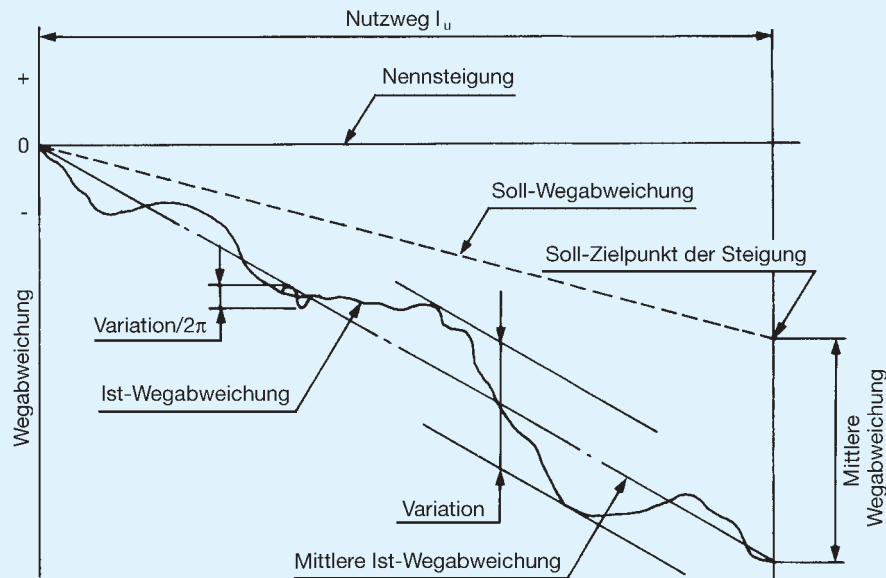 Nutzweg lᵤ
+
Nennsteigung
0
Soll-Wegabweichung
-
Soll-Zielpunkt der Steigung
Variation/2π
Ist-Wegabweichung
Wegabweichung
Mittlere
Wegabweichung
Variation
Mittlere Ist-Wegabweichung